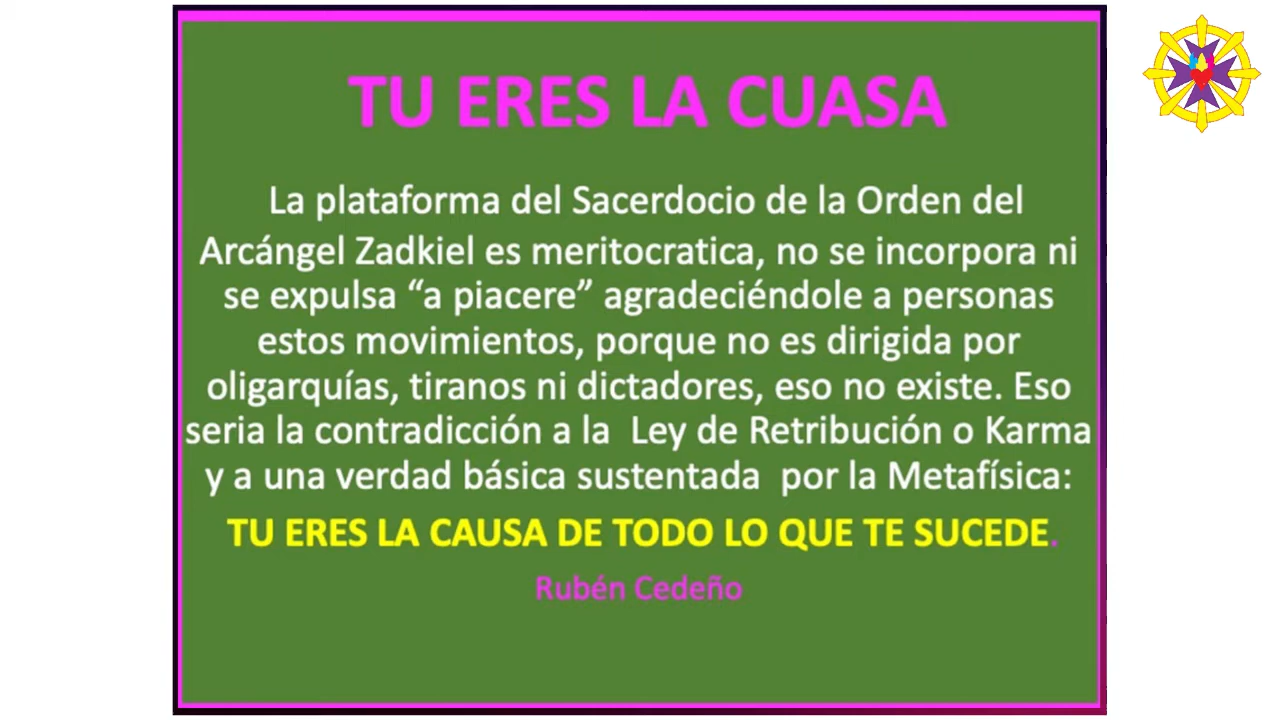 TU ERES LA CUASA
La plataforma del Sacerdocio de la Orden del
Arcángel Zadkiel es meritocratica, no se incorpora ni
se expulsa “a piacere” agradeciéndole a personas
estos movimientos, porque no es dirigida por
oligarquías, tiranos ni dictadores, eso no existe. Eso
seria la contradicción a la Ley de Retribución o Karma
y a una verdad básica sustentada por la Metafísica:
TU ERES LA CAUSA DE TODO LO QUE TE SUCEDE.
Rubén Cedeño